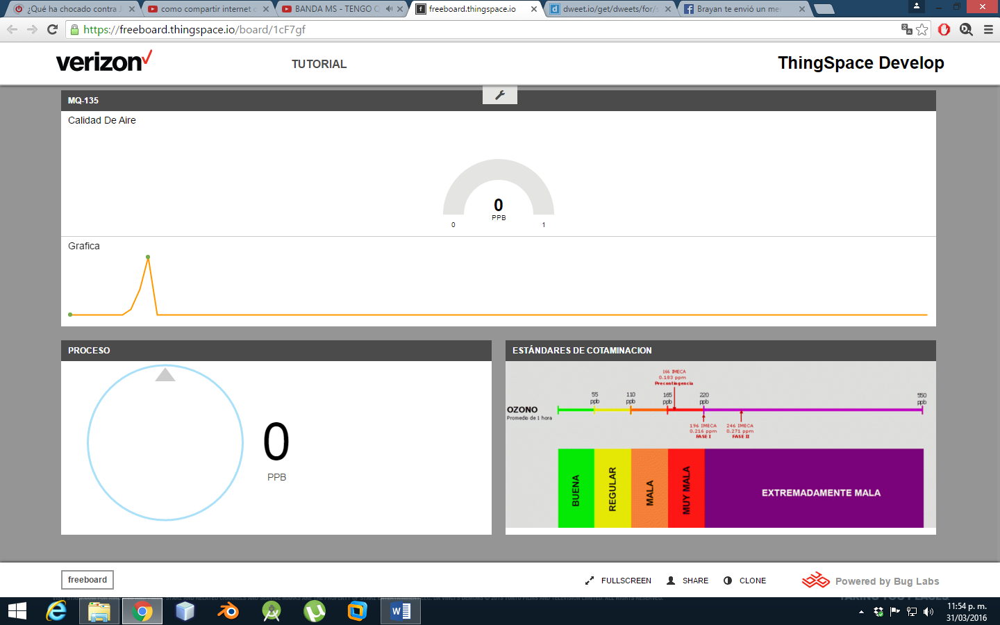 ¿Qué ha chocado contra J
como compartir internet d
BANDA MS - TENGO Q
freeboard.thingspace.io
dweet.io/get/dweets/for/s
Brayan te envió un me
https://freeboard.thingspace.io/board/1cF7gf
verizon
TUTORIAL
ThingSpace Develop
MQ-135
Calidad De Aire
0
PPB
0
1
Grafica
PROCESO
0
PPB
ESTÁNDARES DE COTAMINACION
166 IMECA
0.183 ppm
Precontingencia
55 ppb
110 ppb
165 ppb
220 ppb
550 ppb
OZONO
Promedio de 1 hora
196 IMECA
0.216 ppm
FASE I
246 IMECA
0.271 ppm
FASE II
BUENA
REGULAR
MALA
MUY MALA
EXTREMADAMENTE MALA
freeboard
FULLSCREEN
SHARE
CLONE
Powered by Bug Labs
11:54 p. m.
31/03/2016